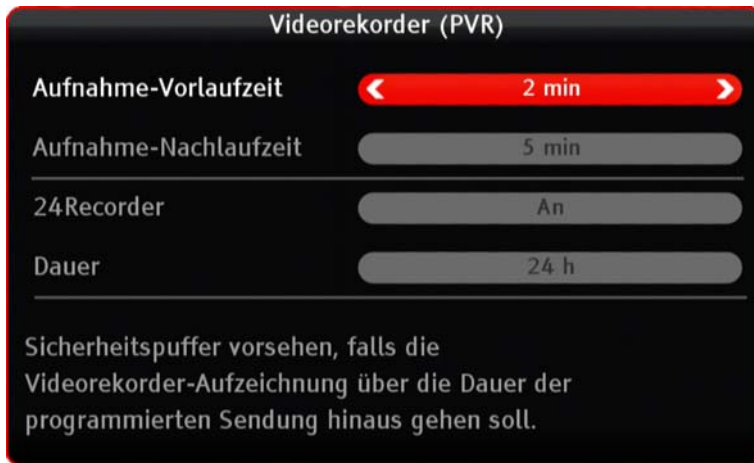 Videorekorder (PVR)
Aufnahme-Vorlaufzeit 2 min
Aufnahme-Nachlaufzeit 5 min
24Recorder An
Dauer 24 h
Sicherheitspuffer vorsehen, falls die
Videorekorder-Aufzeichnung über die Dauer der
programmierten Sendung hinaus gehen soll.